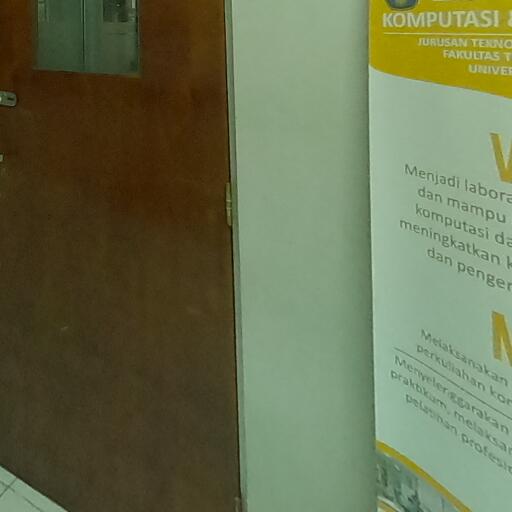 KOMPUTASI &
JURUSAN TEKNO
FAKULTAS T
UNIVER
V
Menjadi labora
dan mampu
komputasi da
meningkatkan k
dan penger
M
Melaksanakan
perkuliahan kor
Menyelenggarakan
praktikum, melaksan
pelatihan profesio